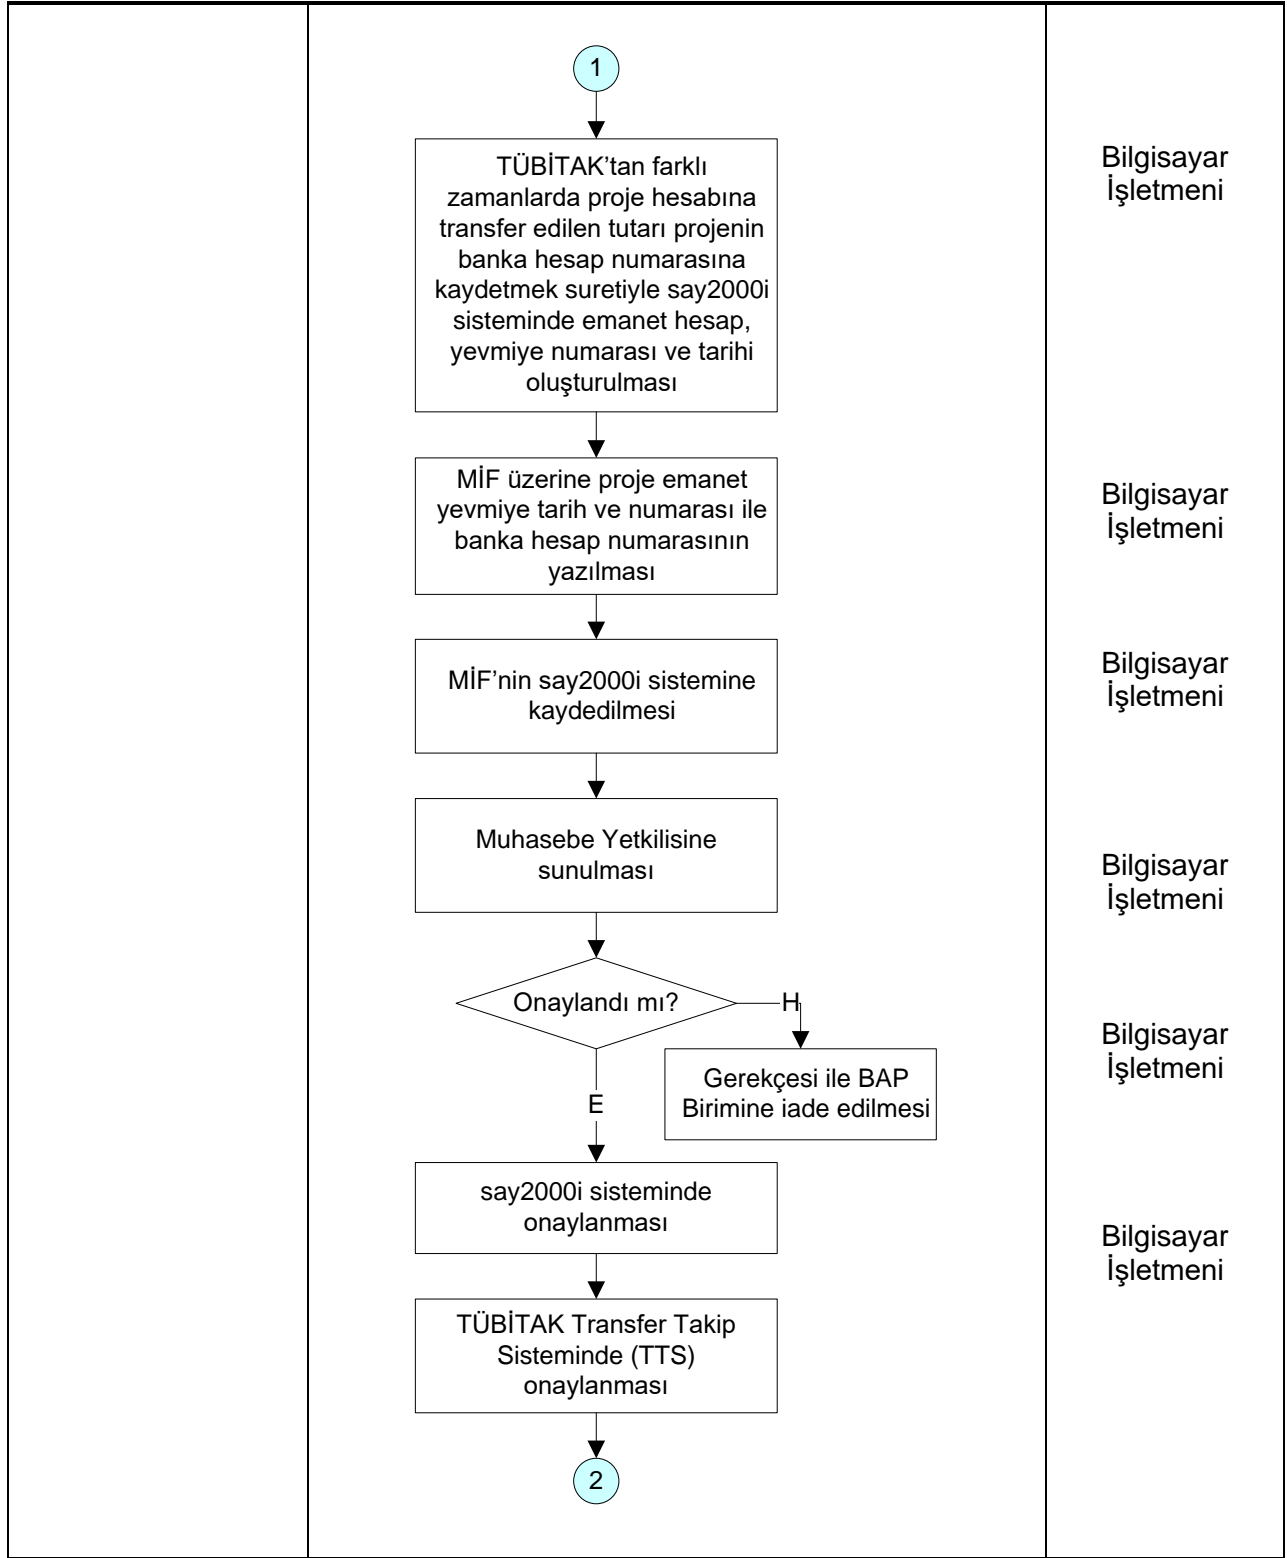 1
TÜBİTAK’tan farklı
zamanlarda proje hesabına
transfer edilen tutarı projenin
banka hesap numarasına
kaydetmek suretiyle say2000i
sisteminde emanet hesap,
yevmiye numarası ve tarihi
oluşturulması
Bilgisayar
İşletmeni
MİF üzerine proje emanet
yevmiye tarih ve numarası ile
banka hesap numarasının
yazılması
Bilgisayar
İşletmeni
MİF’nin say2000i sistemine
kaydedilmesi
Bilgisayar
İşletmeni
Muhasebe Yetkilisine
sunulması
Bilgisayar
İşletmeni
Onaylandı mı?
H
Gerekçesi ile BAP
Birimine iade edilmesi
Bilgisayar
İşletmeni
E
say2000i sisteminde
onaylanması
Bilgisayar
İşletmeni
TÜBİTAK Transfer Takip
Sisteminde (TTS)
onaylanması
2